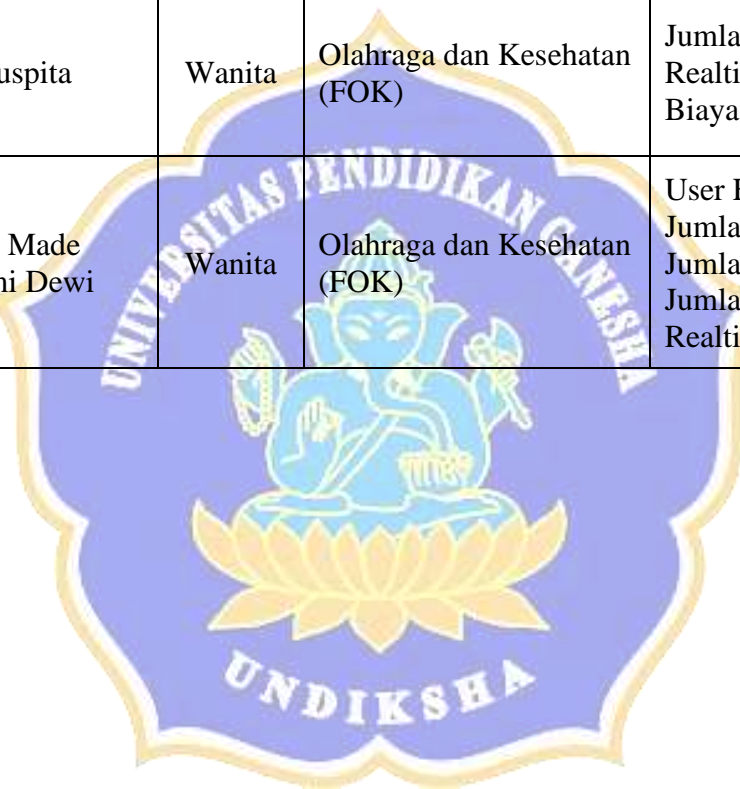 uspita
Wanita
Olahraga dan Kesehatan
(FOK)
Jumla
Realti
Biaya
Made
ni Dewi
Wanita
Olahraga dan Kesehatan
(FOK)
User
Jumla
Jumla
Jumla
Realti
UNIVERSITAS PENDIDIKAN GANESHA
UNDIKSHA